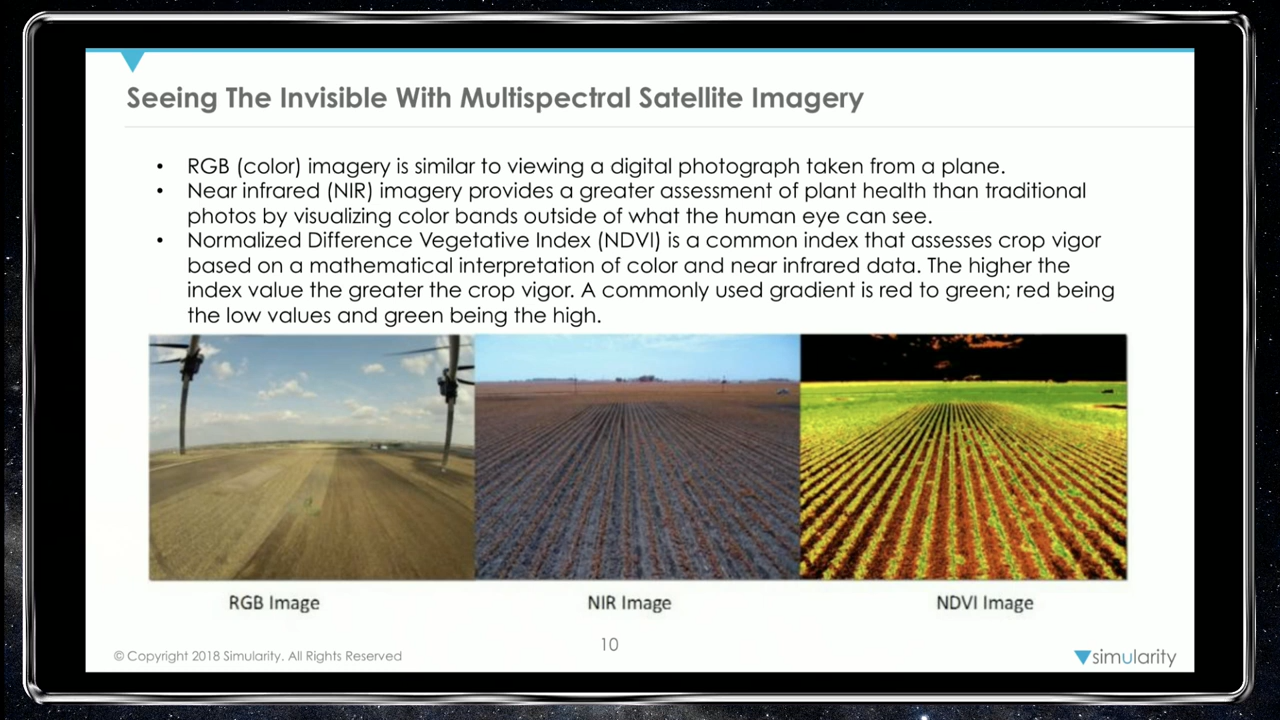 Seeing The Invisible With Multispectral Satellite Imagery
• RGB (color) imagery is similar to viewing a digital photograph taken from a plane.
• Near infrared (NIR) imagery provides a greater assessment of plant health than traditional
photos by visualizing color bands outside of what the human eye can see.
• Normalized Difference Vegetative Index (NDVI) is a common index that assesses crop vigor
based on a mathematical interpretation of color and near infrared data. The higher the
index value the greater the crop vigor. A commonly used gradient is red to green; red being
the low values and green being the high.
RGB Image
NIR Image
NDVI Image
10
© Copyright 2018 Simularity. All Rights Reserved
simularity